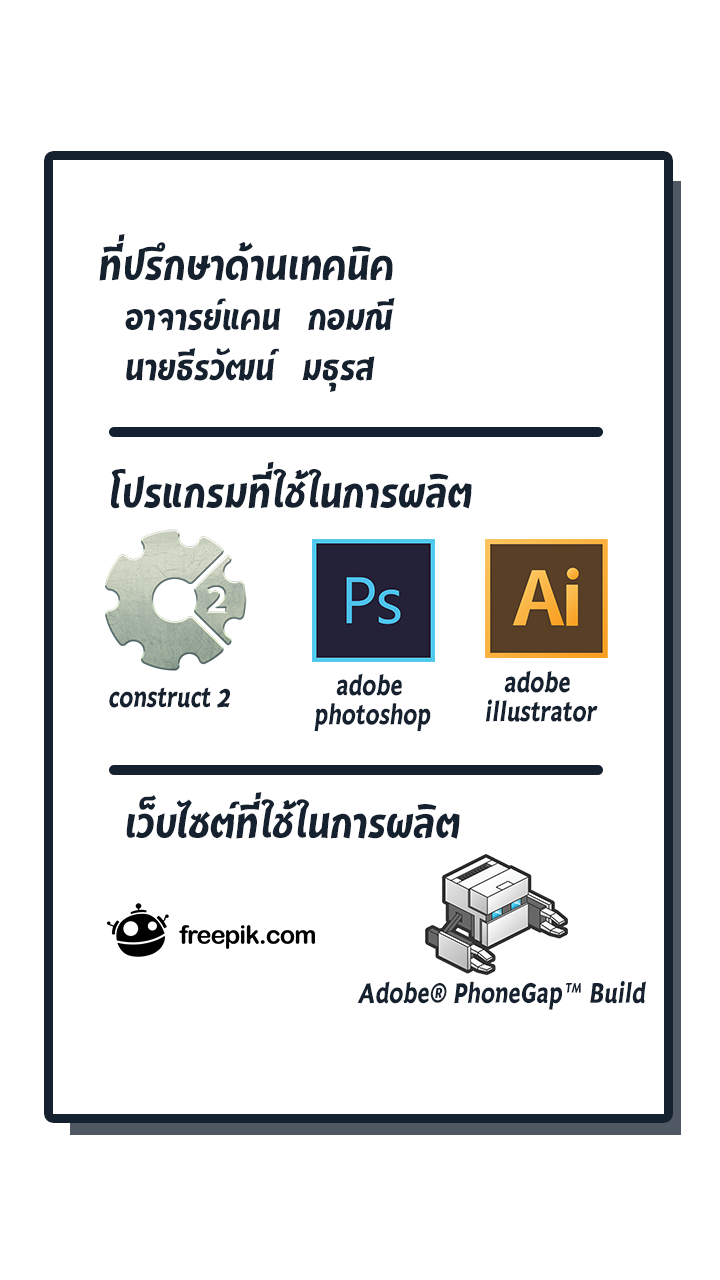 ที่ปรึกษาด้านเทคนิค
อาจารย์แคน กอมณี
นายธีรวัฒน์ มธุรส
โปรแกรมที่ใช้ในการผลิต
2
Ps
Ai
construct 2
adobe
photoshop
adobe
illustrator
เว็บไซต์ที่ใช้ในการผลิต
freepik.com
Adobe® PhoneGap™ Build